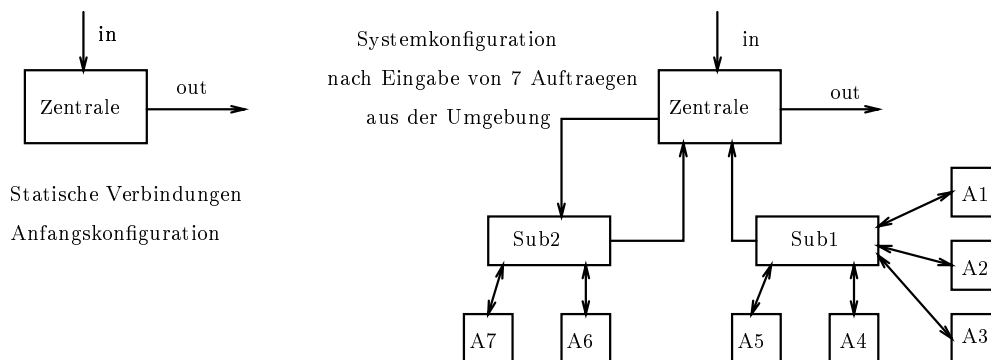 in
out
Zentrale
Statische Verbindungen
Anfangskonfiguration
Systemkonfiguration
nach Eingabe von 7 Auftraegen
aus der Umgebung
in
out
Zentrale
Sub2
Sub1
A1
A2
A3
A7
A6
A5
A4